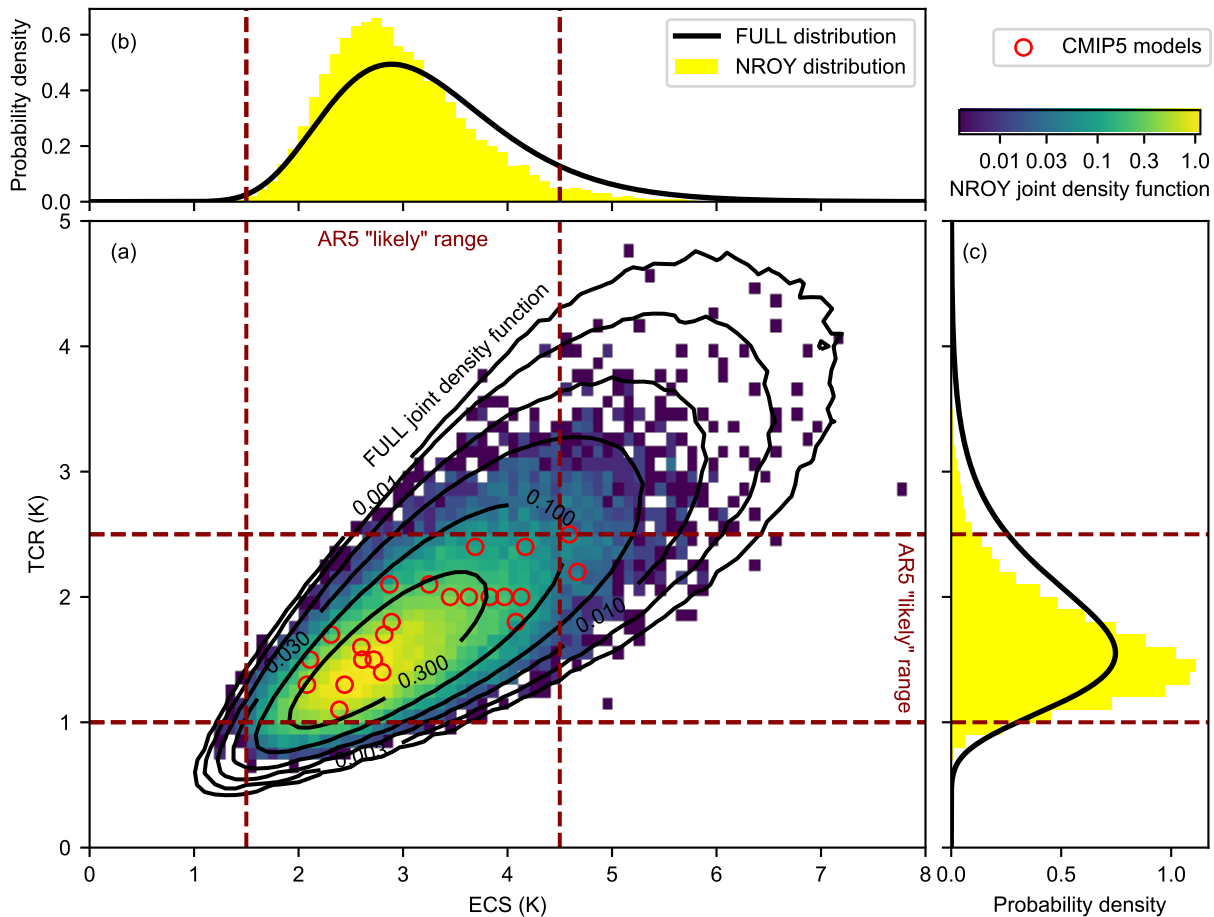 Probability density
0.6
0.4
0.2
0.0
(b)
FULL distribution
NROY distribution
CMIP5 models
0.01 0.03 0.1 0.3 1.0
NROY joint density function
TCR (K)
5
4
3
2
1
0
(a)
AR5 "likely" range
FULL joint density function
0.001
0.100
0.030
0.010
0.300
0.003
AR5 "likely" range
0 1 2 3 4 5 6 7 8
ECS (K)
(c)
0.0 0.5 1.0
Probability density